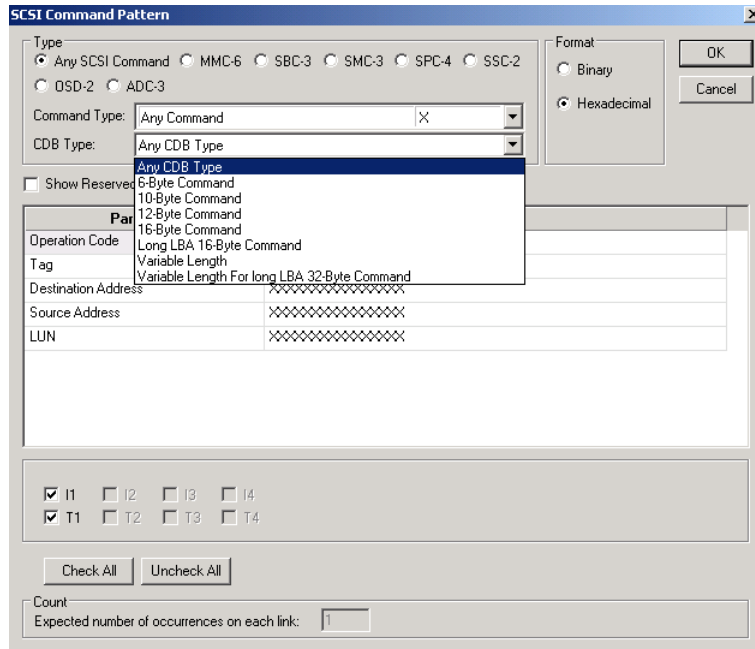 SCSI Command Pattern
Type
Any SCSI Command MMC-6 SBC-3 SMC-3 SPC-4 SSC-2
OSD-2 ADC-3
Format
Binary
Hexadecimal
OK
Cancel
Command Type: Any Command X
CDB Type: Any CDB Type
Any CDB Type
6-Byte Command
10-Byte Command
12-Byte Command
16-Byte Command
Long LBA 16-Byte Command
Variable Length
Variable Length For long LBA 32-Byte Command
Show Reserved
Par
Operation Code
Tag
Destination Address XXXXXXXXXXXXXXXX
Source Address XXXXXXXXXXXXXXXX
LUN XXXXXXXXXXXXXXXX
I1 I2 I3 I4
T1 T2 T3 T4
Check All Uncheck All
Count
Expected number of occurrences on each link: 1